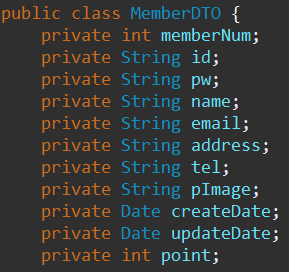 public class MemberDTO {
    private int memberNum;
    private String id;
    private String pw;
    private String name;
    private String email;
    private String address;
    private String tel;
    private String pImage;
    private Date createDate;
    private Date updateDate;
    private int point;